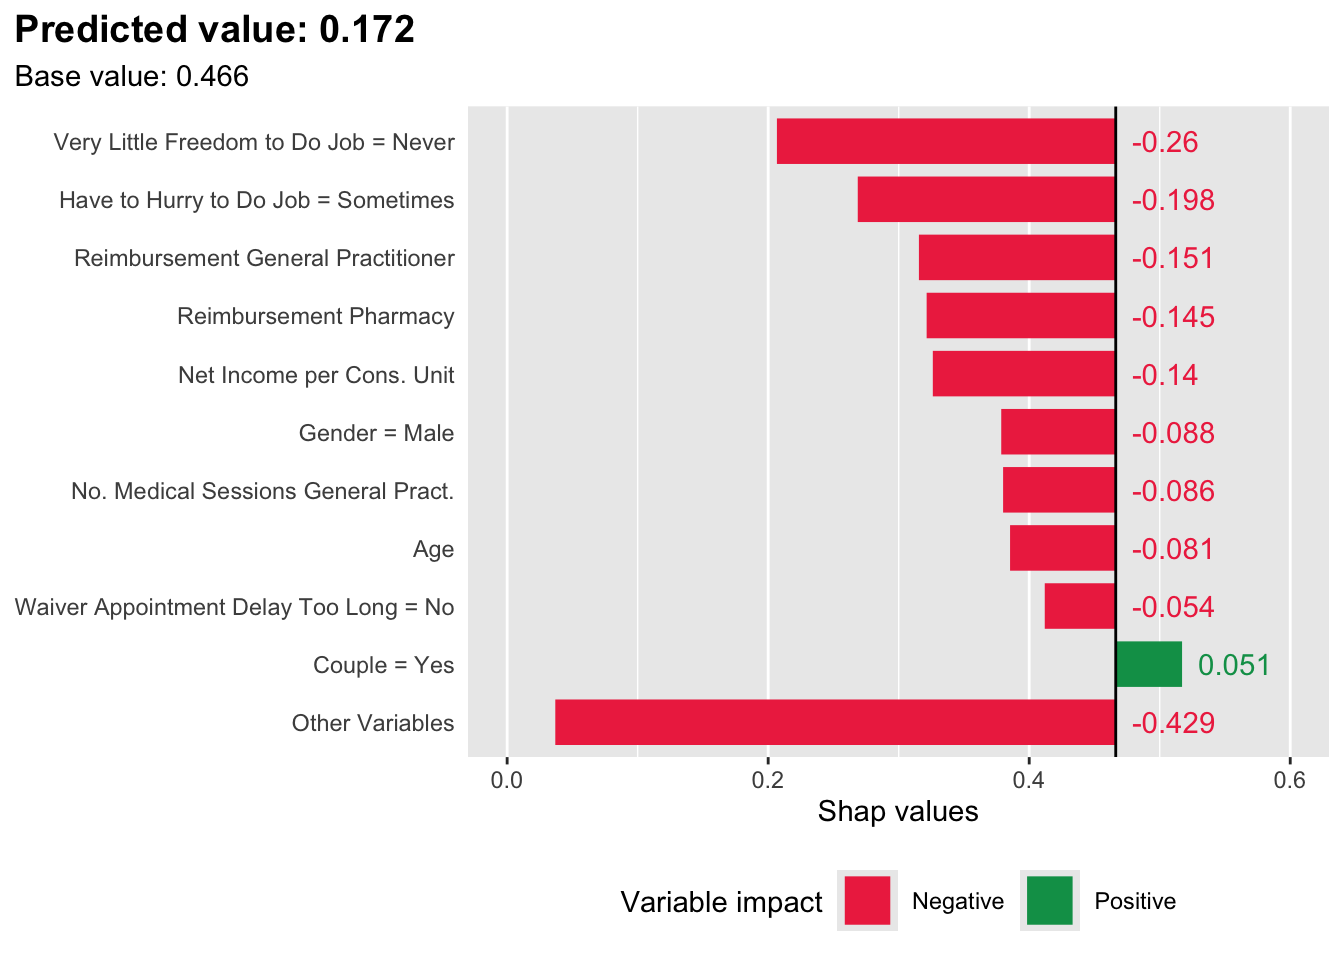 Predicted value: 0.172
Base value: 0.466
Very Little Freedom to Do Job = Never -0.26
Have to Hurry to Do Job = Sometimes -0.198
Reimbursement General Practitioner -0.151
Reimbursement Pharmacy -0.145
Net Income per Cons. Unit -0.14
Gender = Male -0.088
No. Medical Sessions General Pract. -0.086
Age -0.081
Waiver Appointment Delay Too Long = No -0.054
Couple = Yes 0.051
Other Variables -0.429
0.0 0.2 0.4 0.6
Shap values
Variable impact Negative Positive